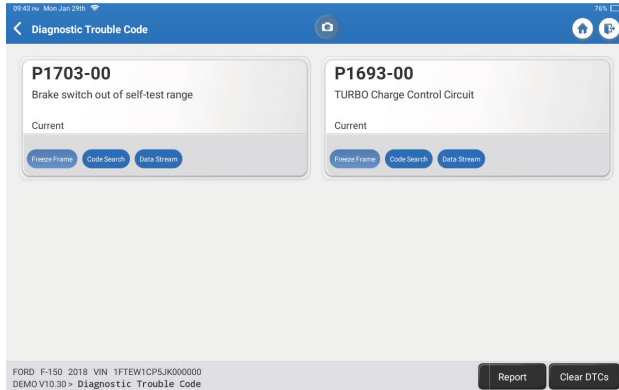 09:43 PM Mon Jan 29th
76%
Diagnostic Trouble Code
P1703-00
Brake switch out of self-test range
Current
Freeze Frame Code Search Data Stream
P1693-00
TURBO Charge Control Circuit
Current
Freeze Frame Code Search Data Stream
FORD F-150 2018 VIN 1FTEW1CP5JK000000
DEMO V10.30 > Diagnostic Trouble Code
Report
Clear DTCs